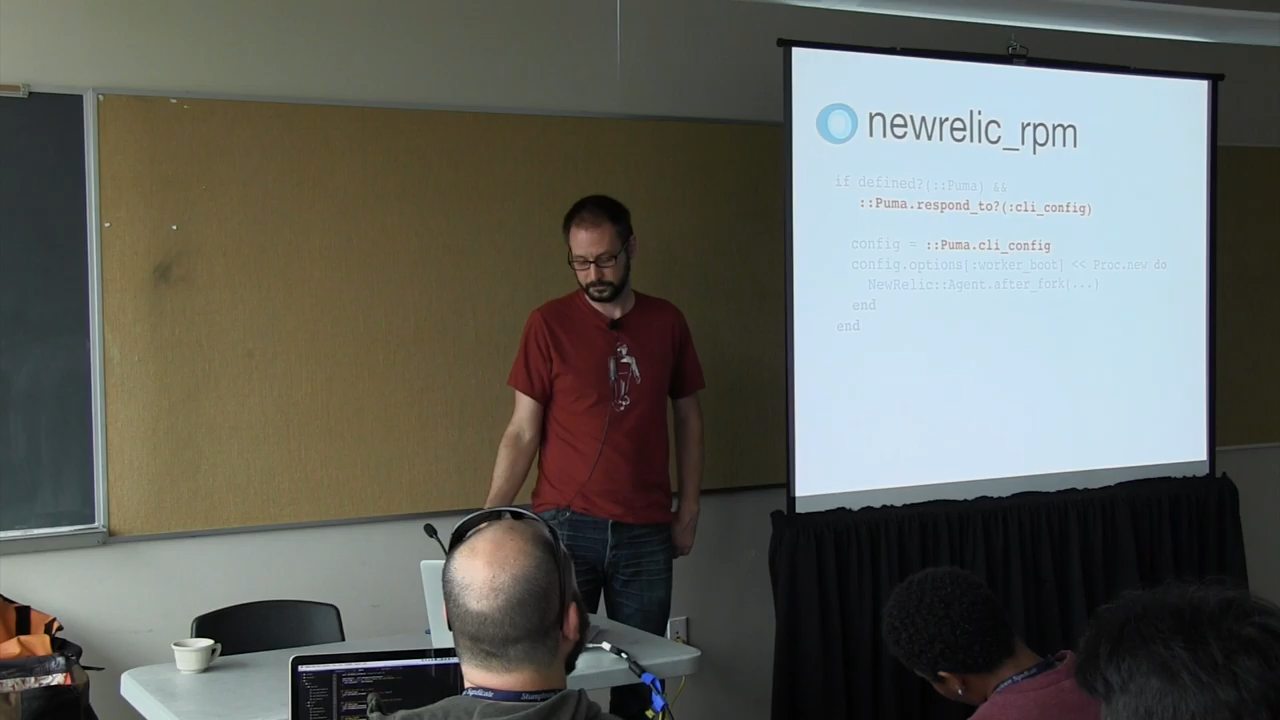 newrelic_rpm
if defined?(::Puma) &&
::Puma.respond_to?(:cli_config)
config = ::Puma.cli_config
config.options[:worker_boot] << Proc.new do
NewRelic::Agent.after_fork(...)
end
end
Syndicate